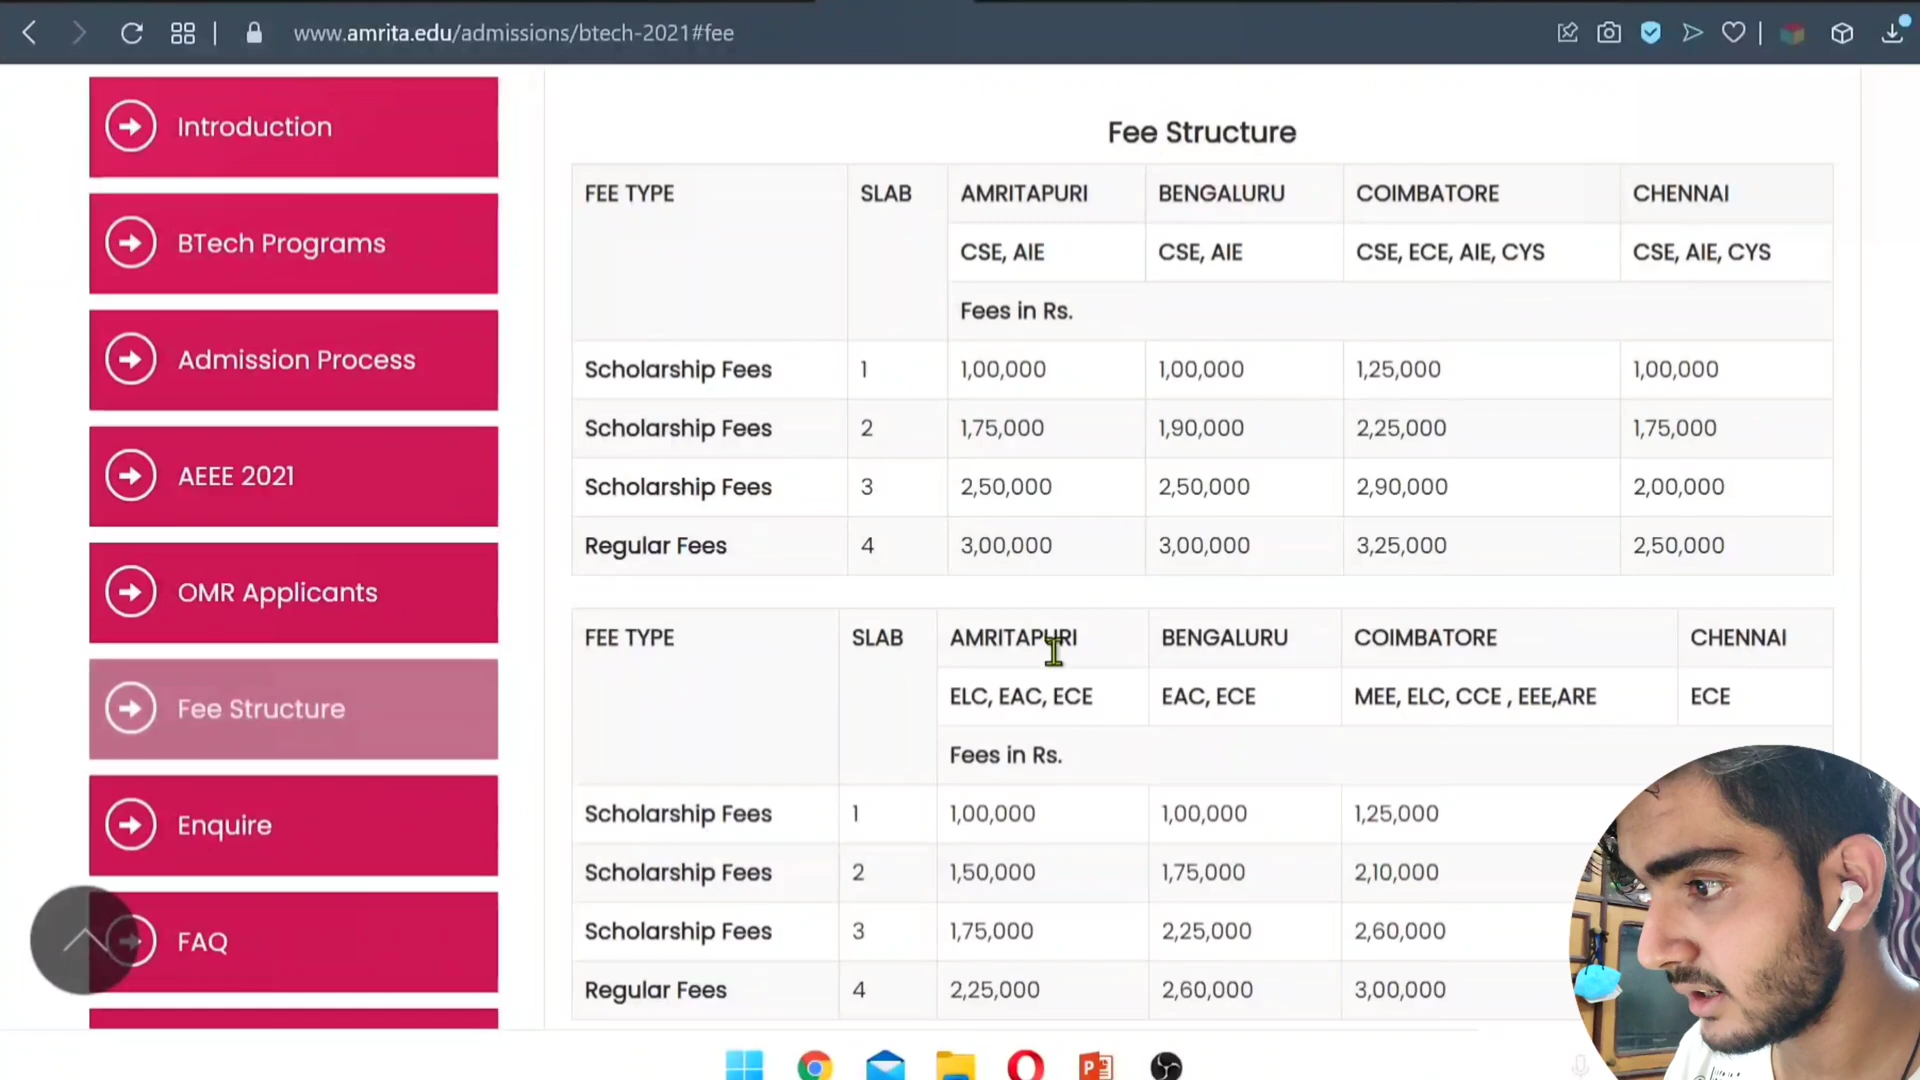 www.amrita.edu/admissions/btech-2021#fee
Introduction
BTech Programs
Admission Process
AEEE 2021
OMR Applicants
Fee Structure
Enquire
FAQ
Fee Structure
FEE TYPE SLAB AMRITAPURI BENGALURU COIMBATORE CHENNAI
CSE, AIE CSE, AIE CSE, ECE, AIE, CYS CSE, AIE, CYS
Fees in Rs.
Scholarship Fees 1 1,00,000 1,00,000 1,25,000 1,00,000
Scholarship Fees 2 1,75,000 1,90,000 2,25,000 1,75,000
Scholarship Fees 3 2,50,000 2,50,000 2,90,000 2,00,000
Regular Fees 4 3,00,000 3,00,000 3,25,000 2,50,000
FEE TYPE SLAB AMRITAPURI BENGALURU COIMBATORE CHENNAI
ELC, EAC, ECE EAC, ECE MEE, ELC, CCE , EEE,ARE ECE
Fees in Rs.
Scholarship Fees 1 1,00,000 1,00,000 1,25,000
Scholarship Fees 2 1,50,000 1,75,000 2,10,000
Scholarship Fees 3 1,75,000 2,25,000 2,60,000
Regular Fees 4 2,25,000 2,60,000 3,00,000